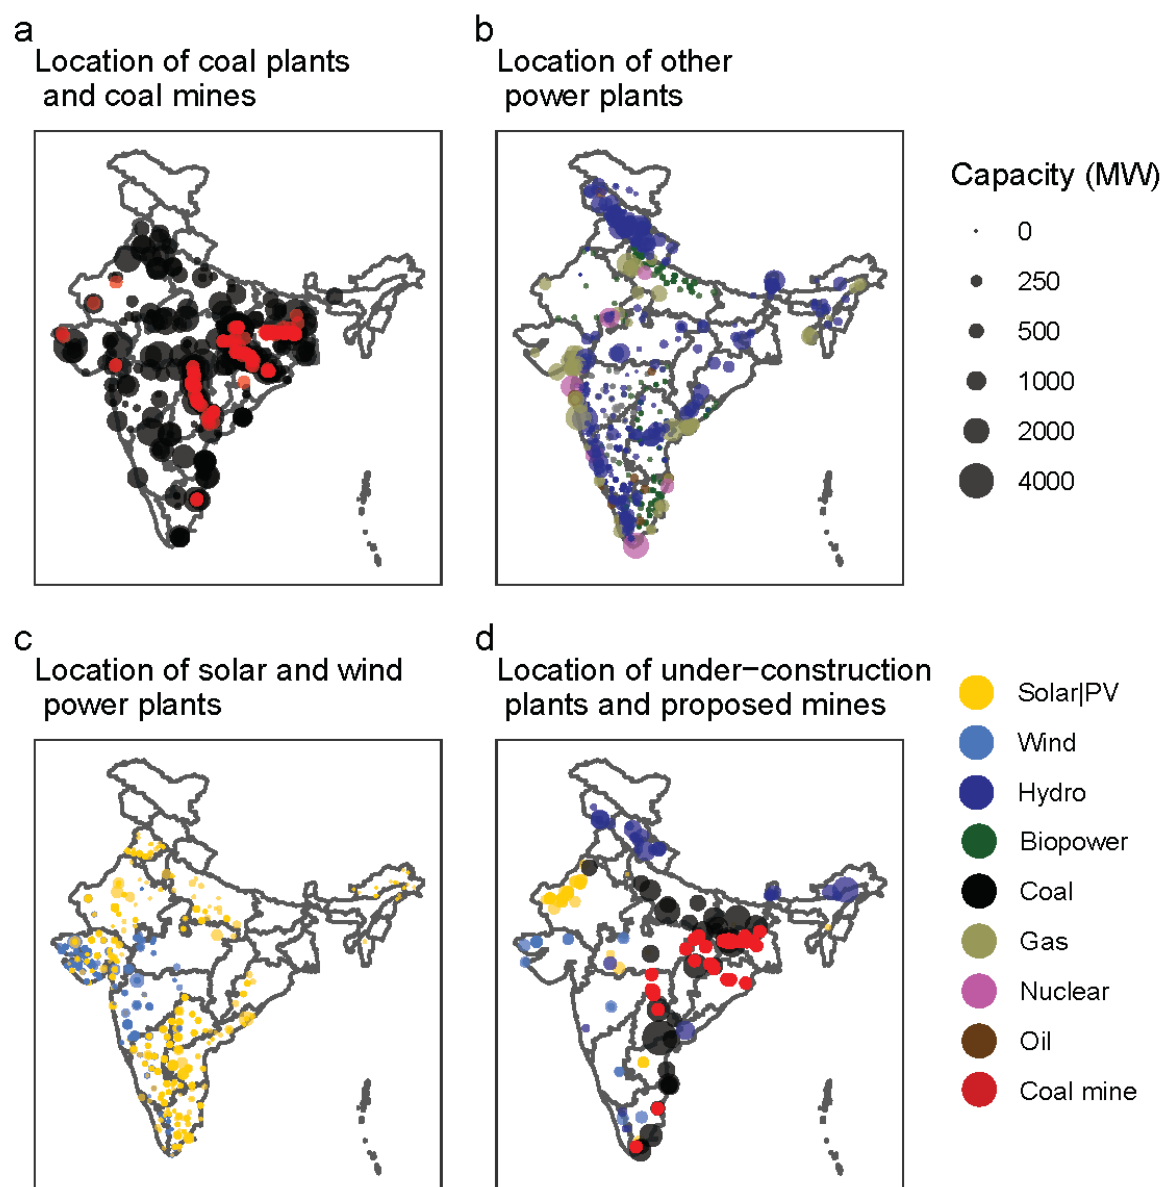 a
Location of coal plants
and coal mines
b
Location of other
power plants
Capacity (MW)
0
250
500
1000
2000
4000
c
Location of solar and wind
power plants
d
Location of under−construction
plants and proposed mines
Solar|PV
Wind
Hydro
Biopower
Coal
Gas
Nuclear
Oil
Coal mine